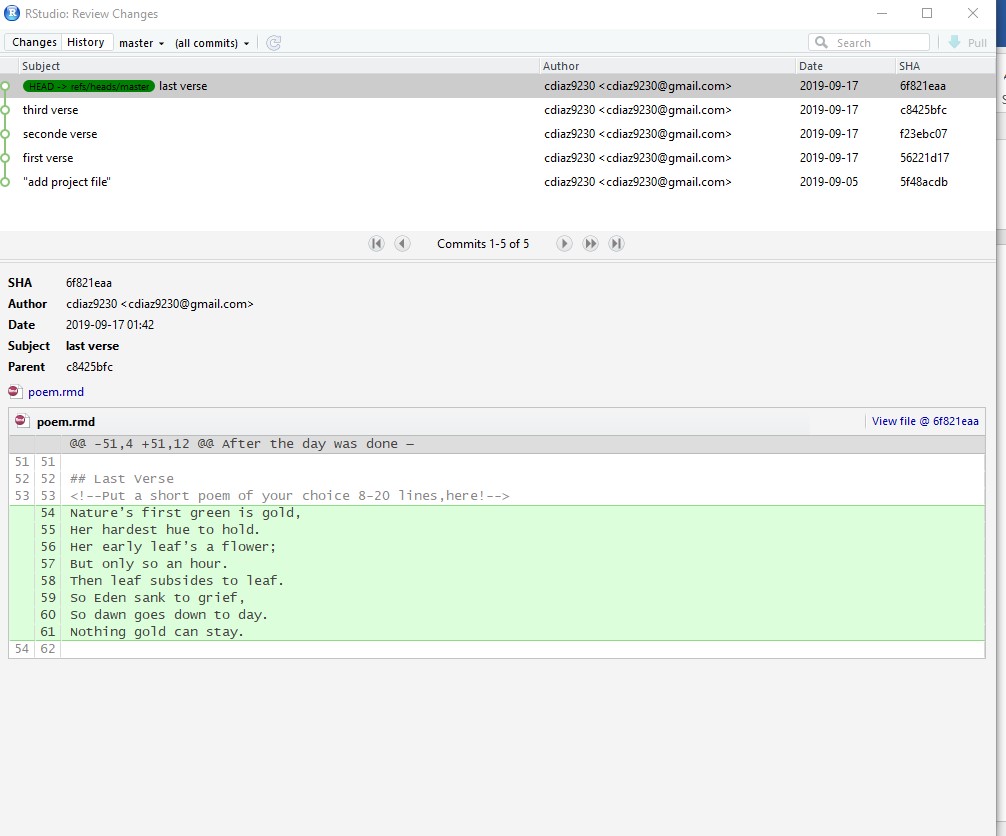 RStudio: Review Changes
Changes History master (all commits) Search Pull
Subject Author Date SHA
HEAD -> refs/heads/master last verse cdiaz9230 <cdiaz9230@gmail.com> 2019-09-17 6f821eaa
third verse cdiaz9230 <cdiaz9230@gmail.com> 2019-09-17 c8425bfc
seconde verse cdiaz9230 <cdiaz9230@gmail.com> 2019-09-17 f23ebc07
first verse cdiaz9230 <cdiaz9230@gmail.com> 2019-09-17 56221d17
"add project file" cdiaz9230 <cdiaz9230@gmail.com> 2019-09-05 5f48acdb
Commits 1-5 of 5
SHA 6f821eaa
Author cdiaz9230 <cdiaz9230@gmail.com>
Date 2019-09-17 01:42
Subject last verse
Parent c8425bfc
poem.rmd
poem.rmd View file @ 6f821eaa
@@ -51,4 +51,12 @@ After the day was done —
51 51
52 52 ## Last Verse
53 53 <!--Put a short poem of your choice 8-20 lines,here!-->
54 Nature’s first green is gold,
55 Her hardest hue to hold.
56 Her early leaf’s a flower;
57 But only so an hour.
58 Then leaf subsides to leaf.
59 So Eden sank to grief,
60 So dawn goes down to day.
61 Nothing gold can stay.
54 62